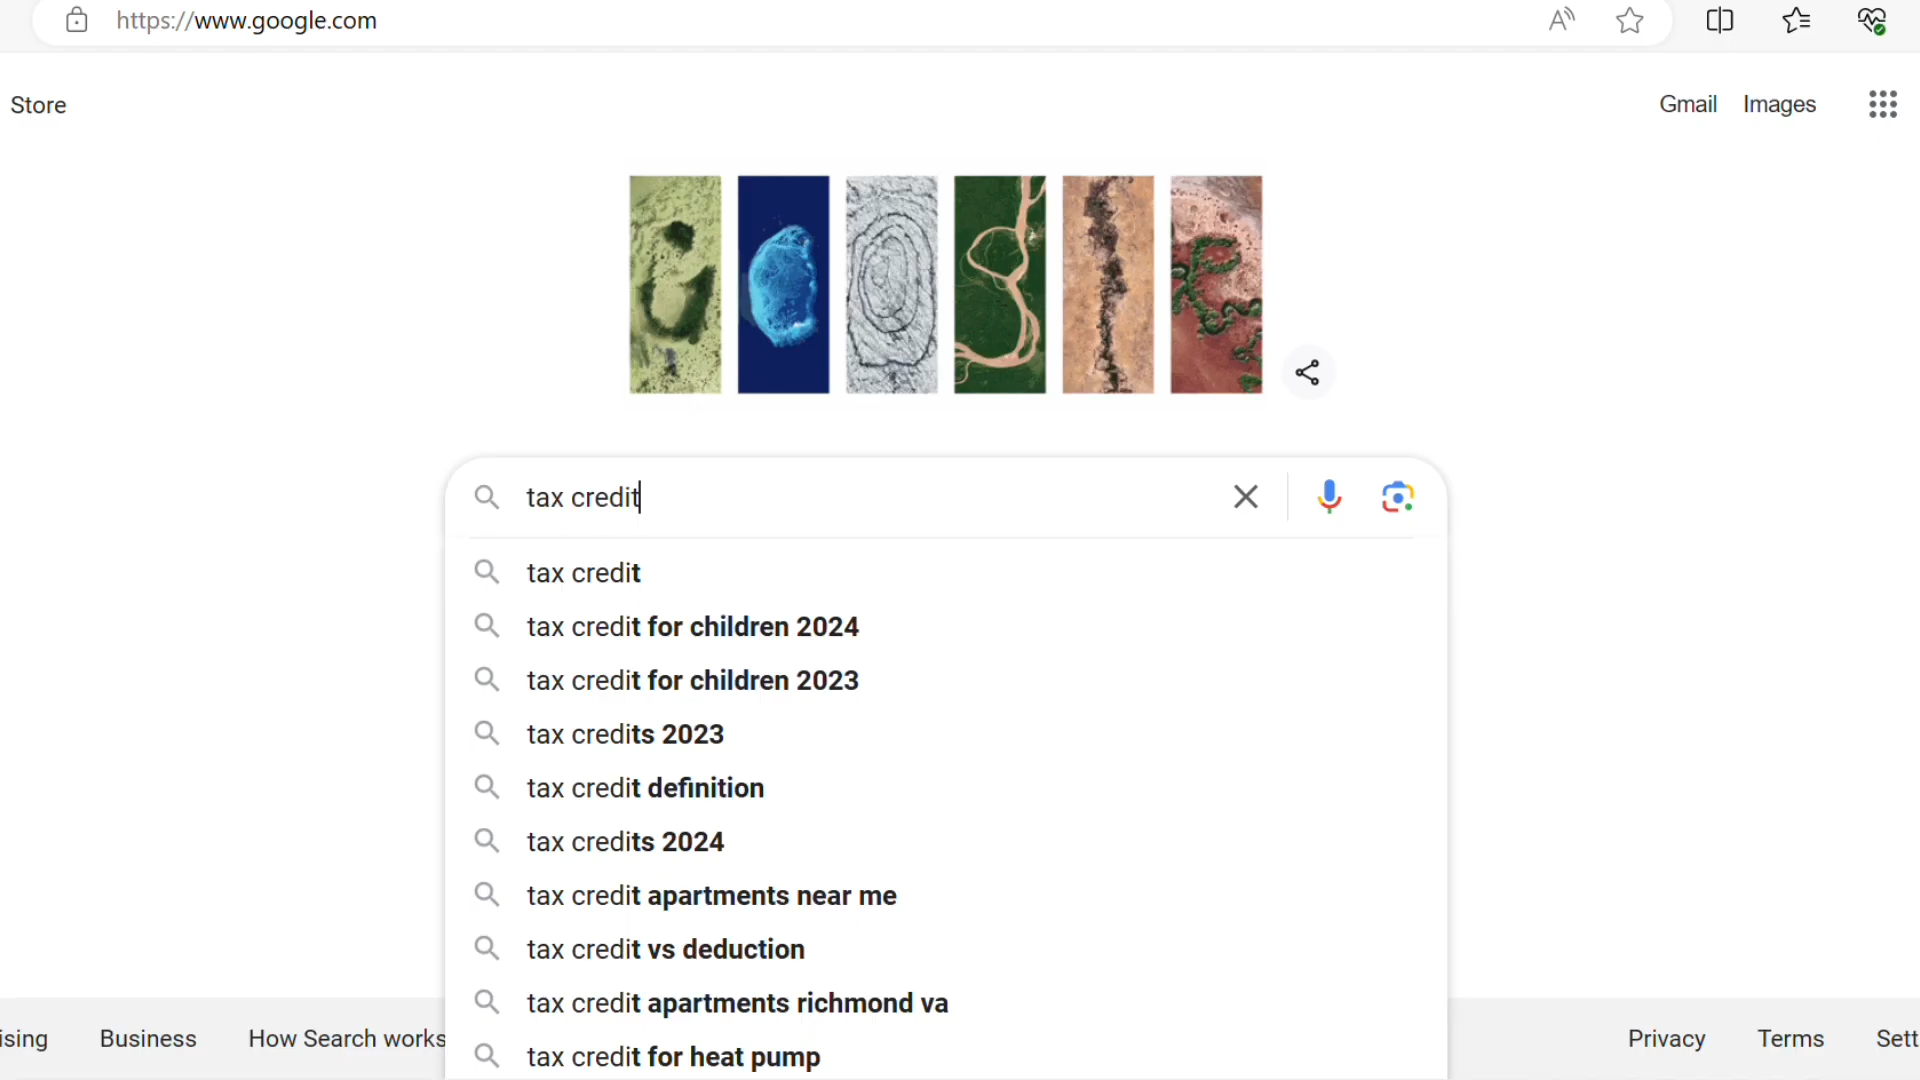 https://www.google.com
Store
Gmail Images
tax credit
tax credit
tax credit for children 2024
tax credit for children 2023
tax credits 2023
tax credit definition
tax credits 2024
tax credit apartments near me
tax credit vs deduction
tax credit apartments richmond va
tax credit for heat pump
ising Business How Search works
Privacy Terms Sett